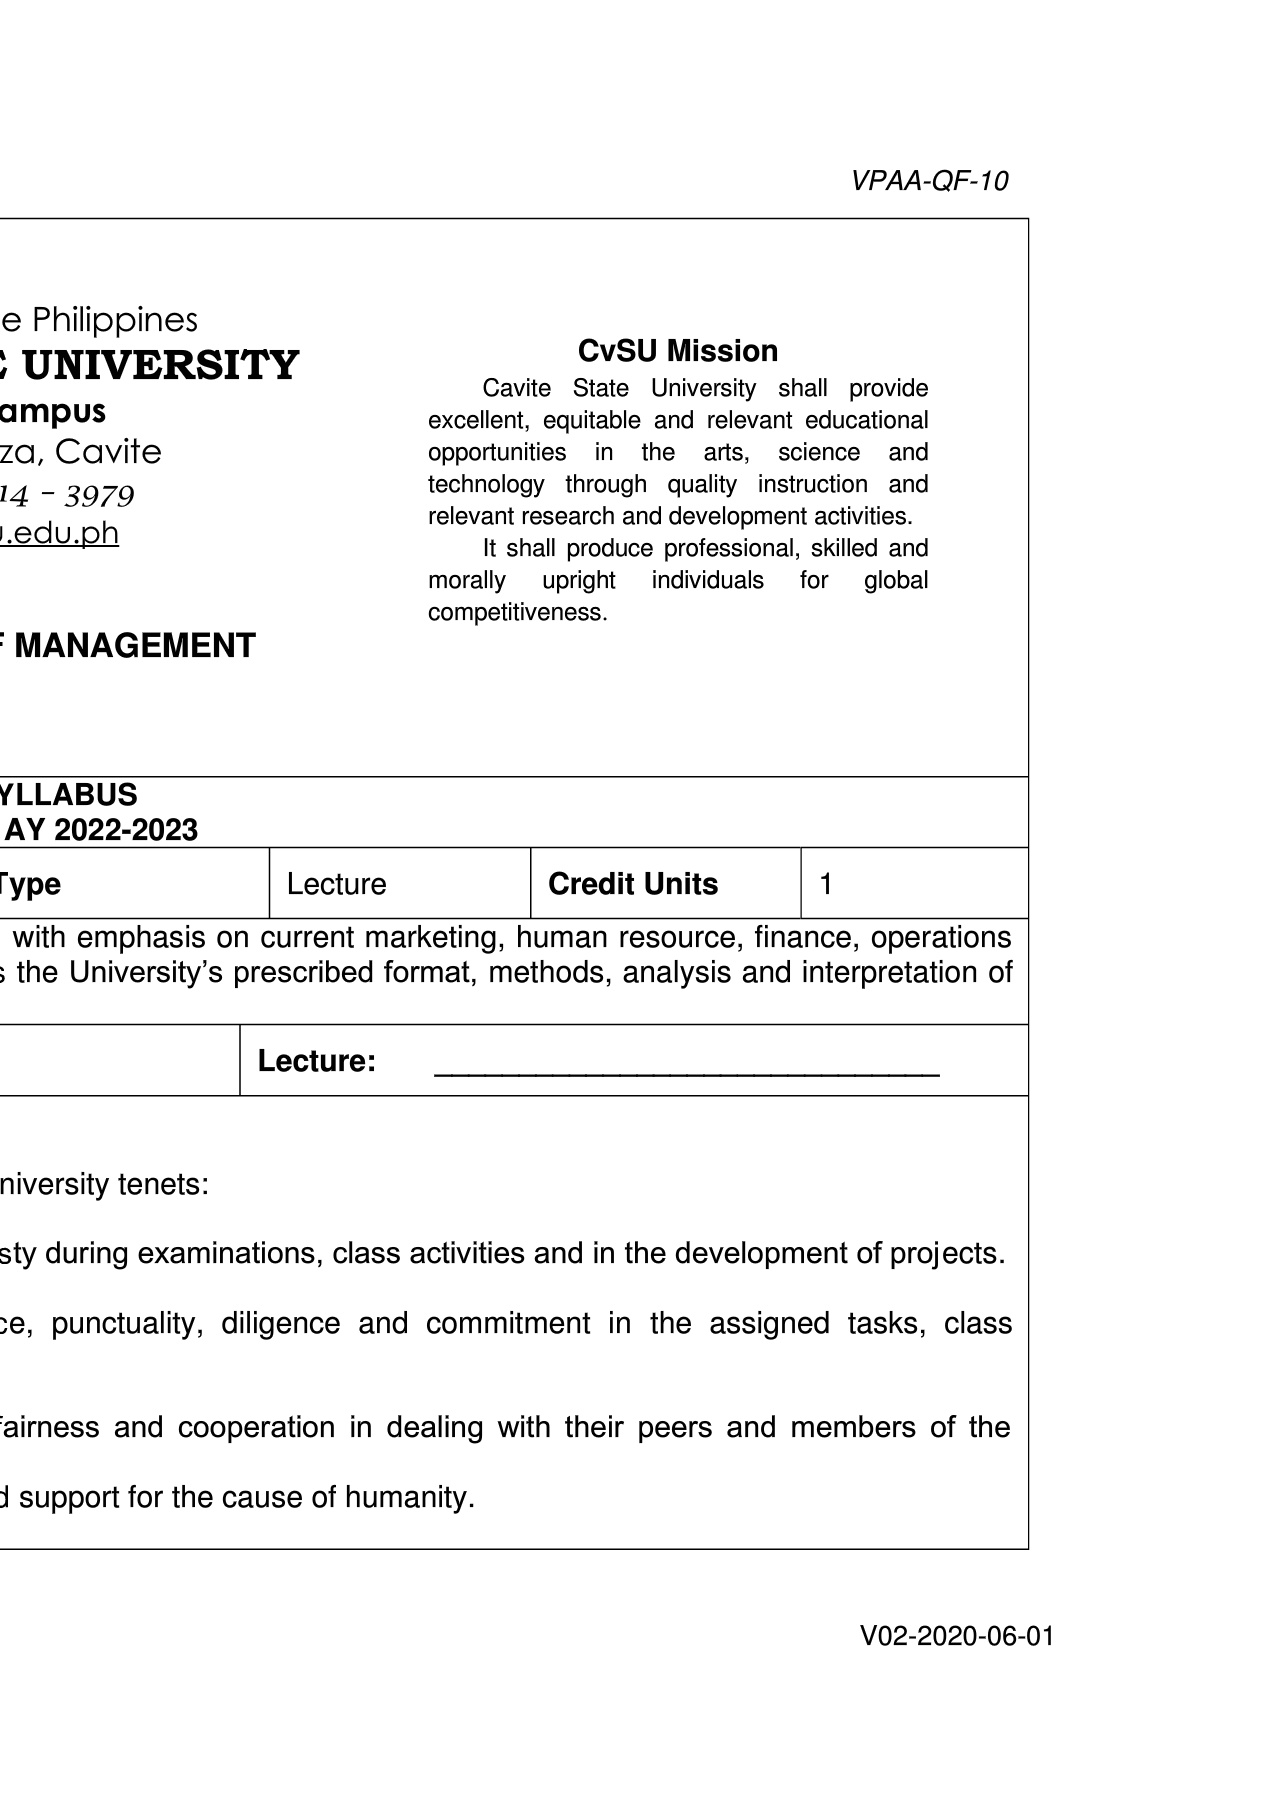 VPAA-QF-10
e Philippines
E UNIVERSITY
ampus
za, Cavite
14 – 3979
u.edu.ph
F MANAGEMENT
CvSU Mission
Cavite State University shall provide
excellent, equitable and relevant educational
opportunities in the arts, science and
technology through quality instruction and
relevant research and development activities.
It shall produce professional, skilled and
morally upright individuals for global
competitiveness.
YLLABUS
AY 2022-2023
Type Lecture Credit Units 1
with emphasis on current marketing, human resource, finance, operations
s the University’s prescribed format, methods, analysis and interpretation of
Lecture: ______________________________
niversity tenets:
sty during examinations, class activities and in the development of projects.
ce, punctuality, diligence and commitment in the assigned tasks, class
fairness and cooperation in dealing with their peers and members of the
d support for the cause of humanity.
V02-2020-06-01